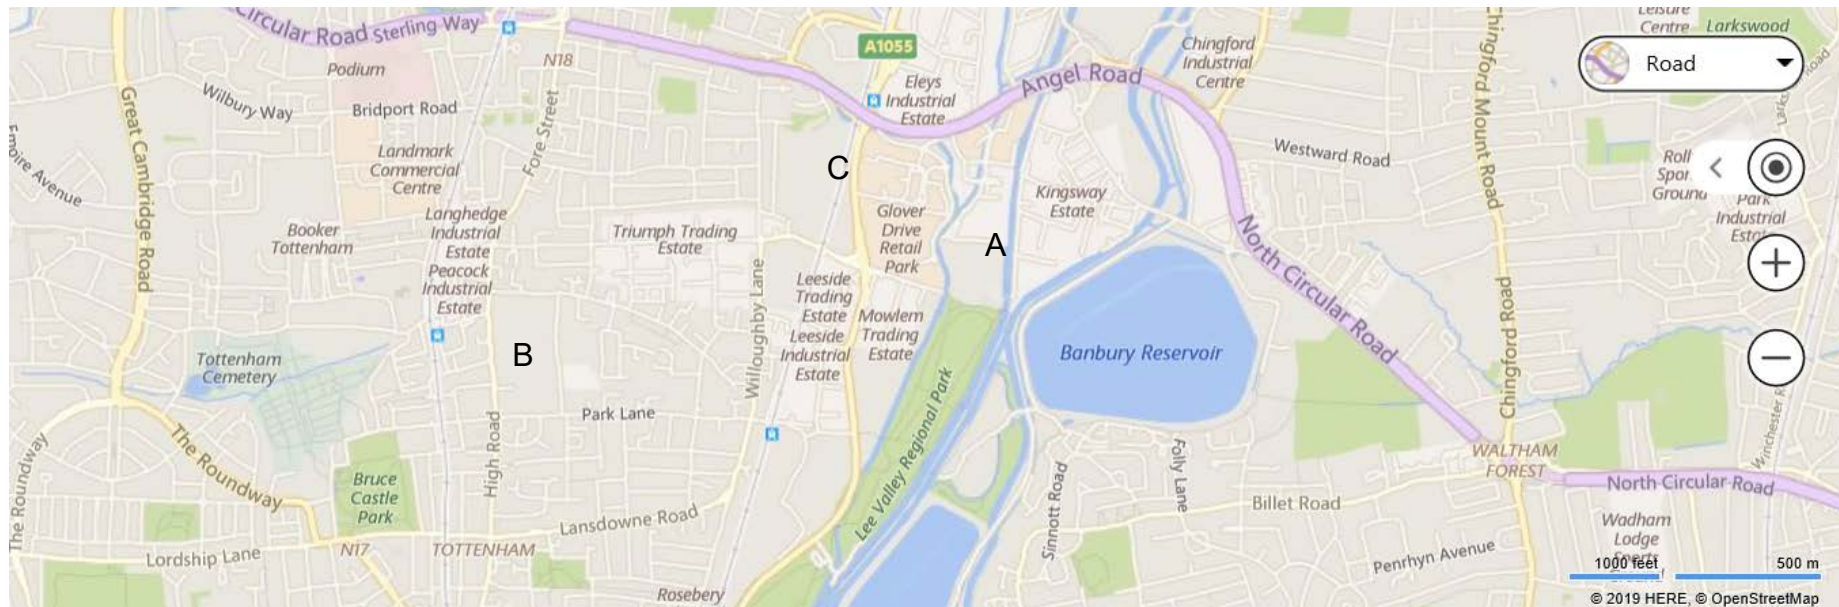 Circular Road
Sterling Way
Podium
N18
Wilbury Way
Bridport Road
A1055
Eleys
Industrial
Estate
Angel Road
Chingford
Industrial
Centre
Leisure
Centre
Larkswood
Road
Great Cambridge Road
Empire Avenue
Landmark
Commercial
Centre
Fore Street
C
Westward Road
Chingford Mount Road
Langhedge
Industrial
Estate
Peacock
Industrial
Estate
Booker
Tottenham
Triumph Trading
Estate
Glover
Drive
Retail
Park
A
Kingsway
Estate
Park
Industrial
Estate
Ground
North Circular Road
Willoughby Lane
Leeside
Trading
Estate
Leeside
Industrial
Estate
Mowlem
Trading
Estate
B
Banbury Reservoir
Chingford Road
Tottenham
Cemetery
Park Lane
Lee Valley Regional Park
The Roundway
The Roundway
High Road
Bruce
Castle
Park
Sinnott Road
Folly Lane
Billet Road
WALTHAM
FOREST
North Circular Road
Lansdowne Road
Lordship Lane
N17
TOTTENHAM
Penrhyn Avenue
Wadham
Lodge
Sports
Ground
Rosebery
1000 feet
500 m
© 2019 HERE, © OpenStreetMap